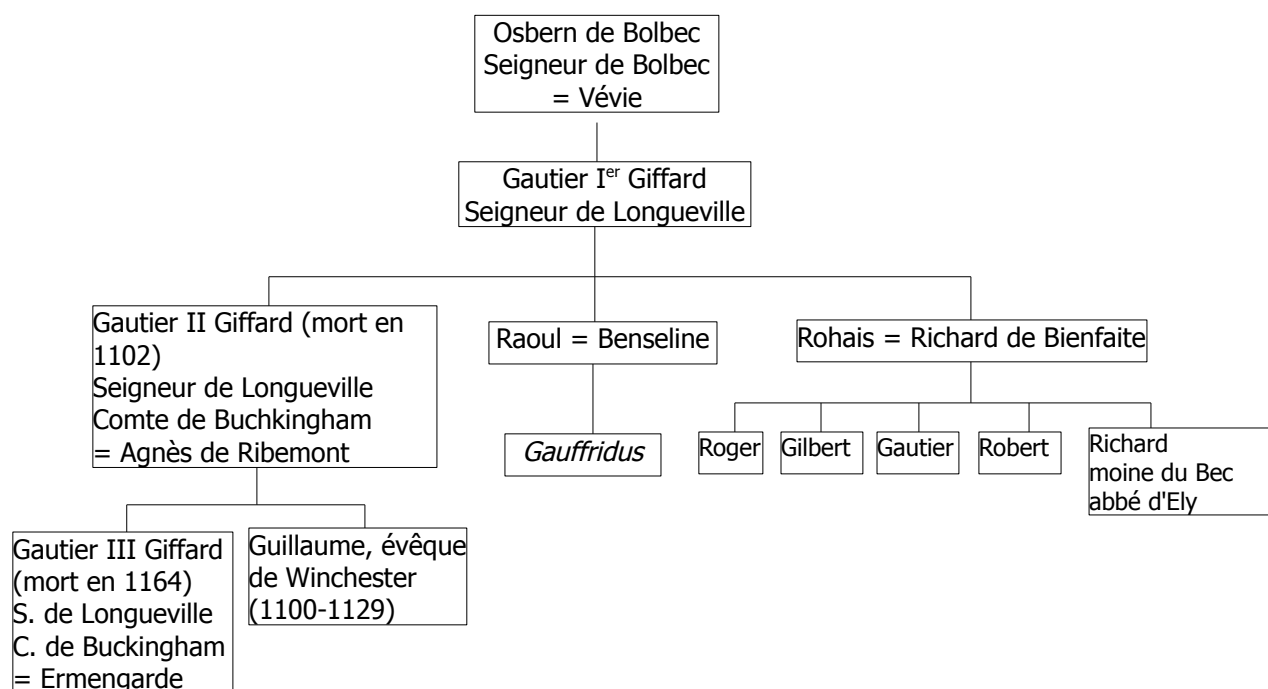 Osbern de Bolbec
Seigneur de Bolbec
= Vévie
Gautier Ier Giffard
Seigneur de Longueville
Gautier II Giffard (mort en
1102)
Seigneur de Longueville
Comte de Buchkingham
= Agnès de Ribemont
Raoul = Benseline
Rohais = Richard de Bienfaite
Gauffridus
Roger
Gilbert
Gautier
Robert
Richard
moine du Bec
abbé d'Ely
Gautier III Giffard
(mort en 1164)
S. de Longueville
C. de Buckingham
= Ermengarde
Guillaume, évêque
de Winchester
(1100-1129)